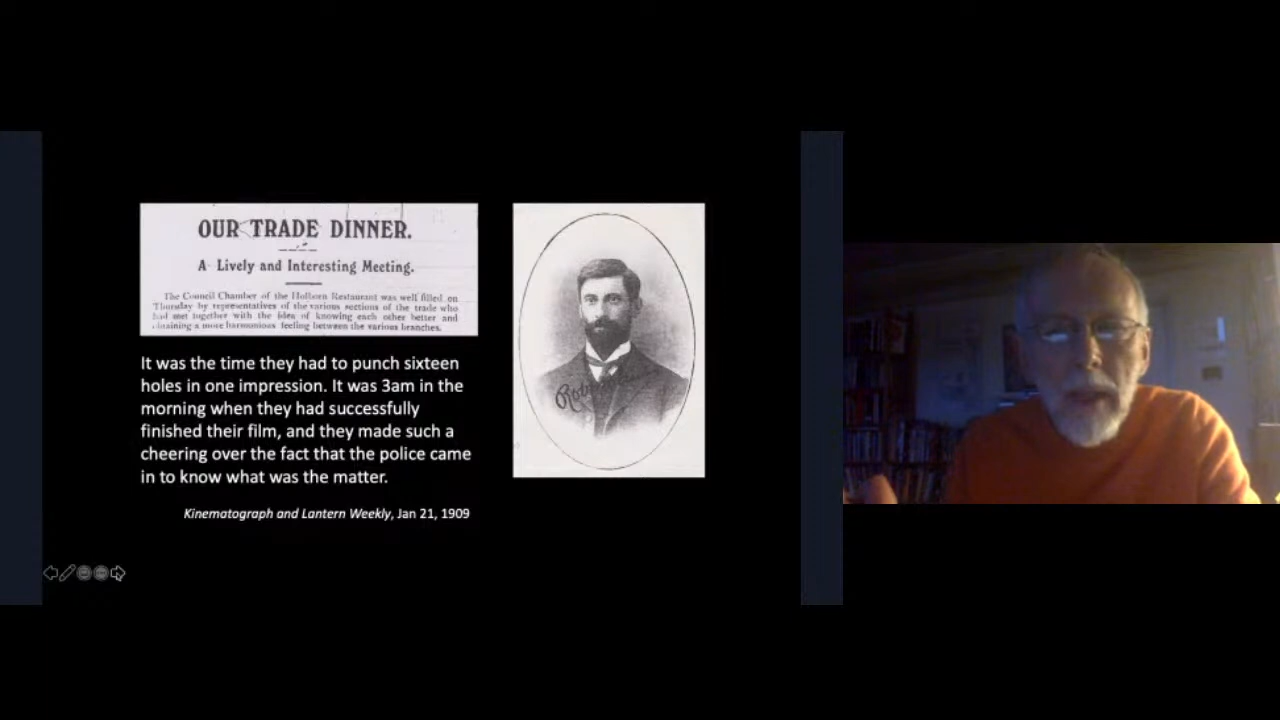 OUR TRADE DINNER.
A Lively and Interesting Meeting.
The Council Chamber of the Holborn Restaurant was well filled on
Thursday by representatives of the various sections of the trade who
had met together with the idea of knowing each other better and
obtaining a more harmonious feeling between the various branches.
It was the time they had to punch sixteen
holes in one impression. It was 3am in the
morning when they had successfully
finished their film, and they made such a
cheering over the fact that the police came
in to know what was the matter.
Kinematograph and Lantern Weekly, Jan 21, 1909